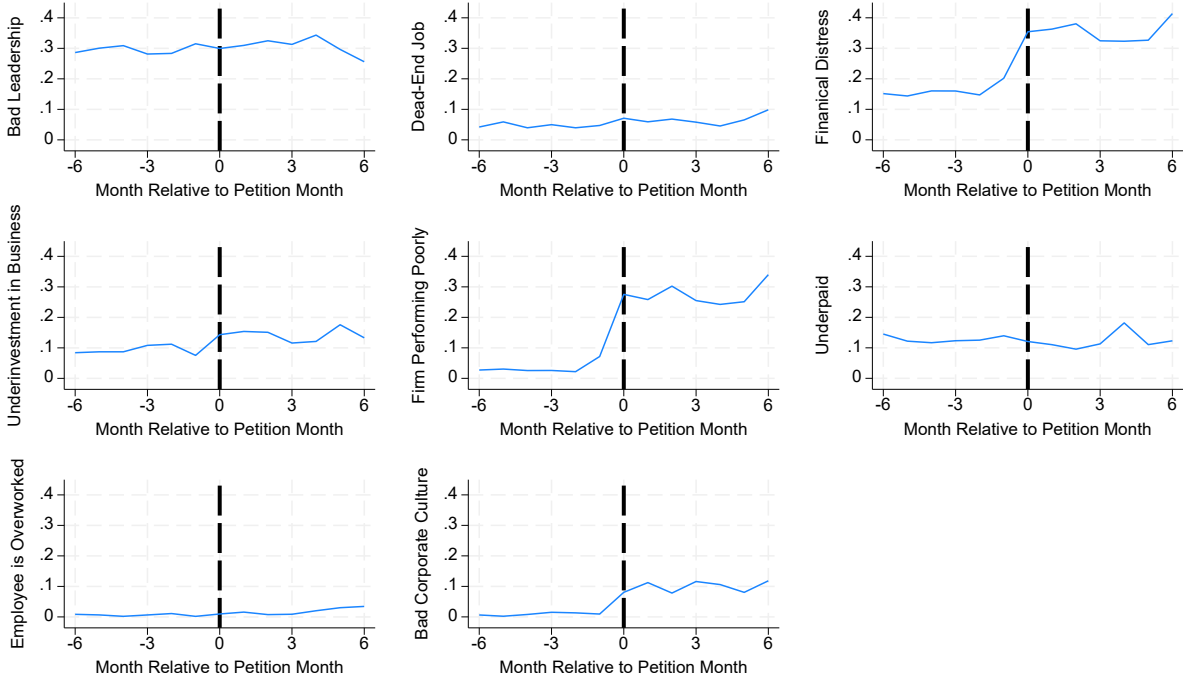 Bad Leadership
.4
.3
.2
.1
0
-6 -3 0 3 6
Month Relative to Petition Month
Dead-End Job
.4
.3
.2
.1
0
-6 -3 0 3 6
Month Relative to Petition Month
Finanical Distress
.4
.3
.2
.1
0
-6 -3 0 3 6
Month Relative to Petition Month
Underinvestment in Business
.4
.3
.2
.1
0
-6 -3 0 3 6
Month Relative to Petition Month
Firm Performing Poorly
.4
.3
.2
.1
0
-6 -3 0 3 6
Month Relative to Petition Month
Underpaid
.4
.3
.2
.1
0
-6 -3 0 3 6
Month Relative to Petition Month
Employee is Overworked
.4
.3
.2
.1
0
-6 -3 0 3 6
Month Relative to Petition Month
Bad Corporate Culture
.4
.3
.2
.1
0
-6 -3 0 3 6
Month Relative to Petition Month